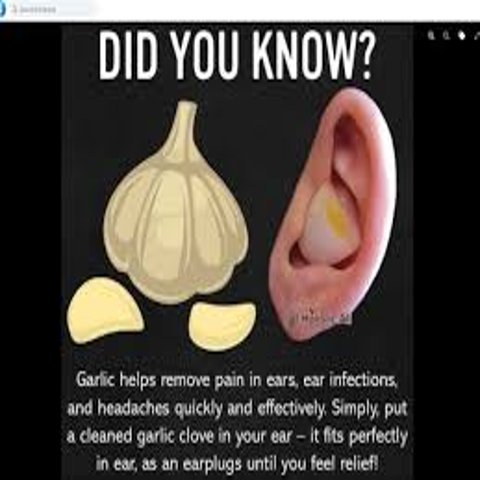 DID YOU KNOW?
Garlic helps remove pain in ears, ear infections,
and headaches quickly and effectively. Simply, put
a cleaned garlic clove in your ear – it fits perfectly
in ear, as an earplugs until you feel relief!